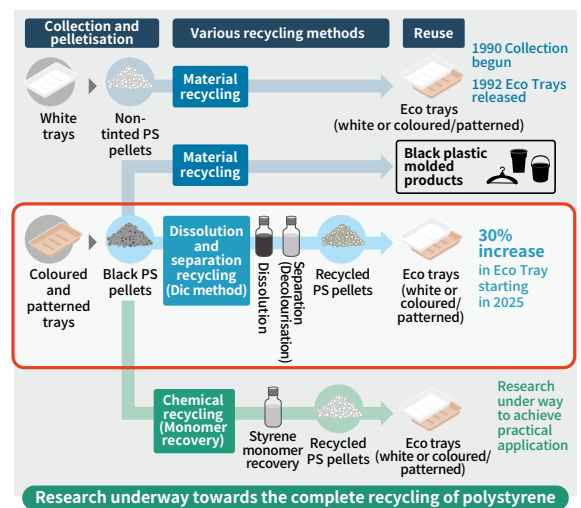 Collection and
pelletisation
Various recycling methods
Reuse
White
trays
Non-
tinted PS
pellets
Material
recycling
Eco trays
(white or coloured/patterned)
1990 Collection
begun
1992 Eco Trays
released
Material
recycling
Black plastic
molded
products
Coloured
and
patterned
trays
Black PS
pellets
Dissolution
and
separation
recycling
(Dic method)
Dissolution
Separation
(Decolourisation)
Recycled
PS pellets
Eco trays
(white or
coloured/
patterned)
30%
increase
in Eco Tray
starting
in 2025
Chemical
recycling
(Monomer
recovery)
Styrene
monomer
recovery
Recycled
PS pellets
Eco trays
(white or coloured/
patterned)
Research
under way
to achieve
practical
application
Research underway towards the complete recycling of polystyrene